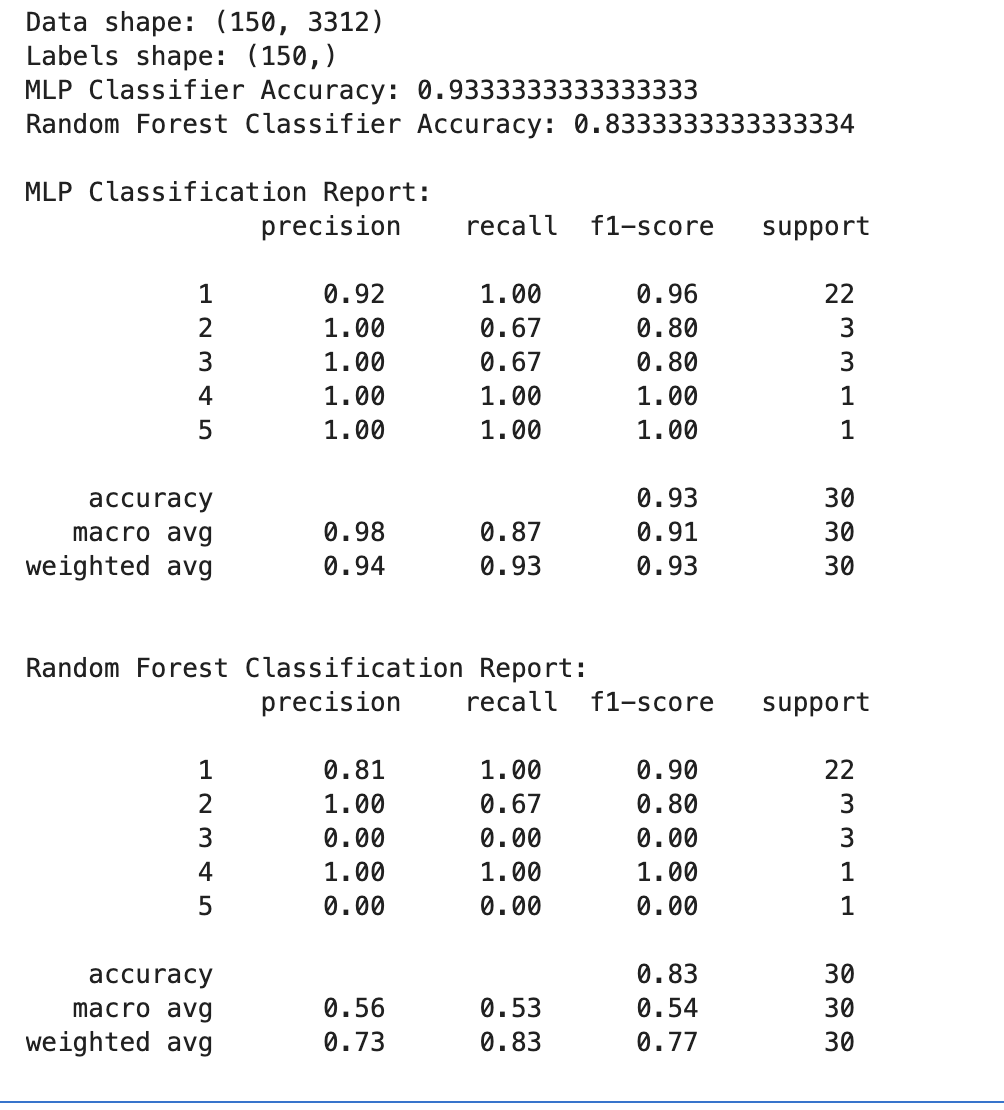 Data shape: (150, 3312)
Labels shape: (150,)
MLP Classifier Accuracy: 0.9333333333333333
Random Forest Classifier Accuracy: 0.8333333333333334
MLP Classification Report:
precision recall f1-score support
1 0.92 1.00 0.96 22
2 1.00 0.67 0.80 3
3 1.00 0.67 0.80 3
4 1.00 1.00 1.00 1
5 1.00 1.00 1.00 1
accuracy 0.93 30
macro avg 0.98 0.87 0.91 30
weighted avg 0.94 0.93 0.93 30
Random Forest Classification Report:
precision recall f1-score support
1 0.81 1.00 0.90 22
2 1.00 0.67 0.80 3
3 0.00 0.00 0.00 3
4 1.00 1.00 1.00 1
5 0.00 0.00 0.00 1
accuracy 0.83 30
macro avg 0.56 0.53 0.54 30
weighted avg 0.73 0.83 0.77 30